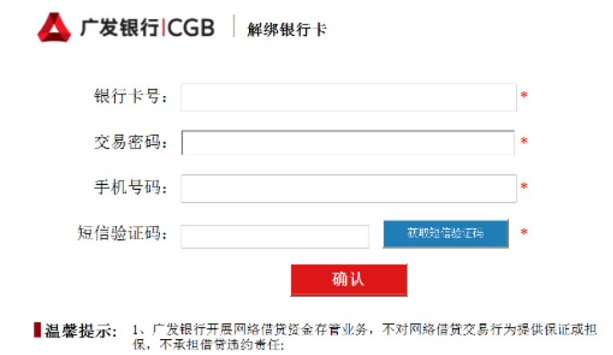 广发银行|CGB 解绑银行卡
银行卡号： *
交易密码： *
手机号码： *
短信验证码： 获取短信验证码 *
确认
温馨提示: 1、广发银行开展网络借贷资金存管业务，不对网络借贷交易行为提供保证或担
保，不承担借贷违约责任;